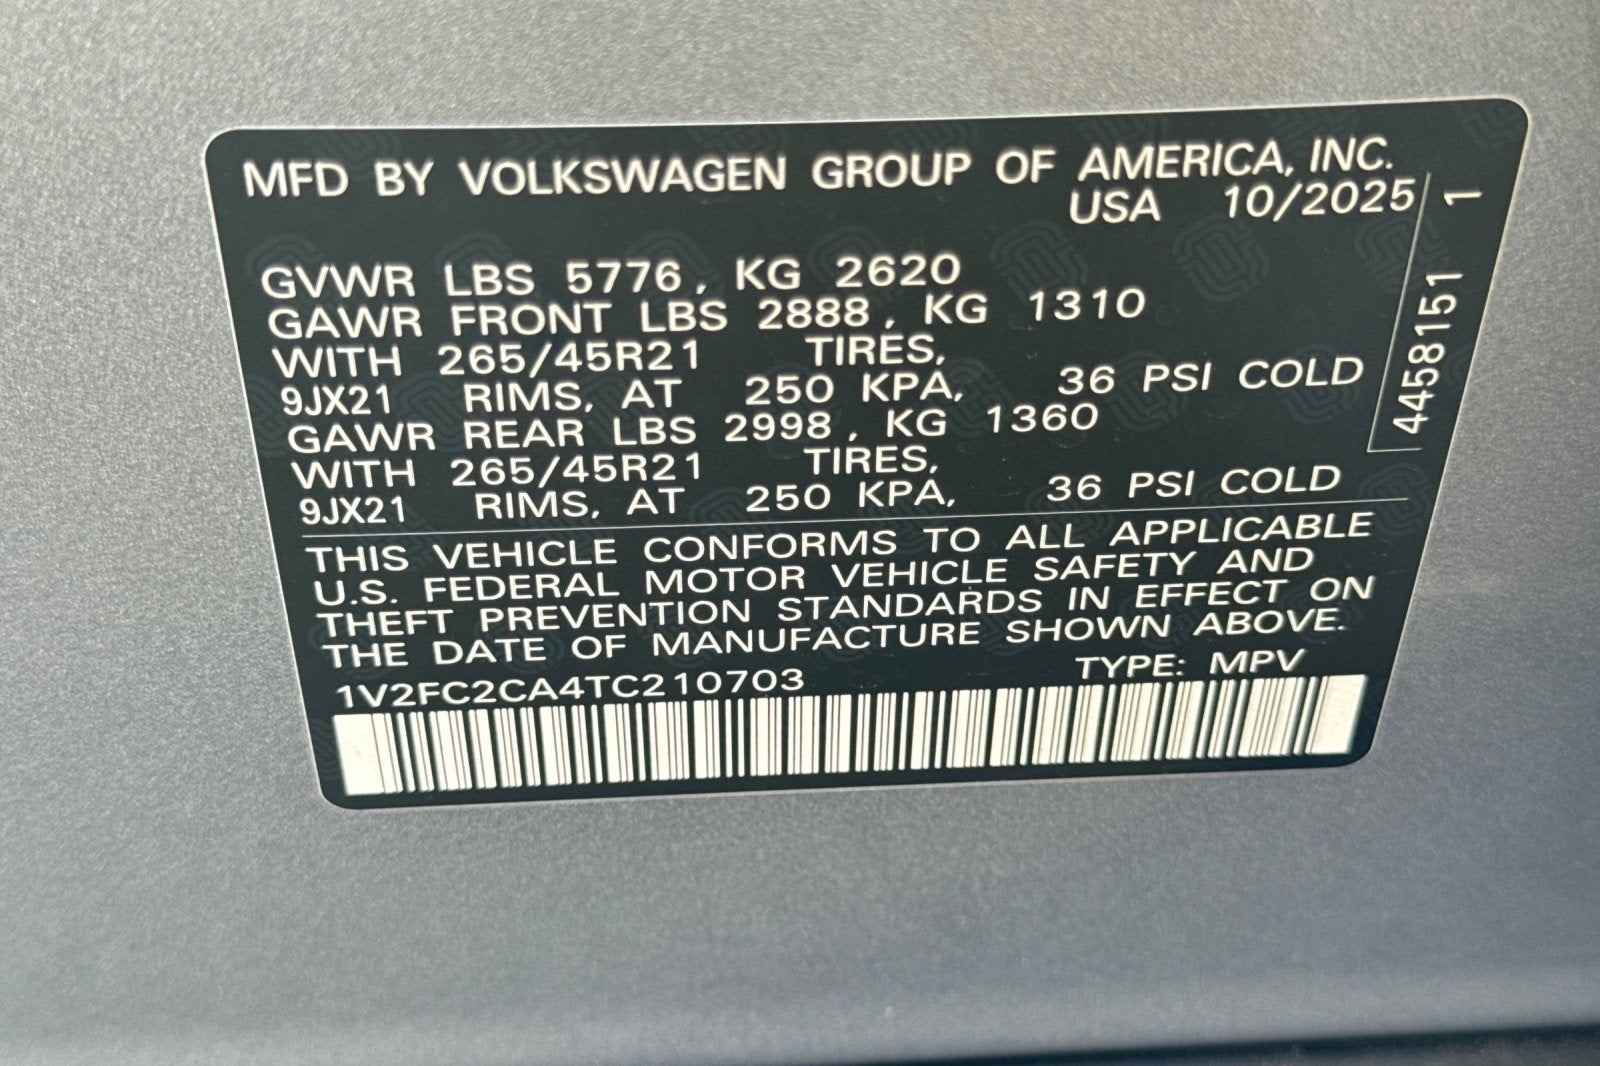 MFD BY VOLKSWAGEN GROUP OF AMERICA, INC.
USA 10/2025
GVWR LBS 5776, KG 2620
GAWR FRONT LBS 2888, KG 1310
WITH 265/45R21 TIRES,
9JX21 RIMS, AT 250 KPA, 36 PSI COLD
GAWR REAR LBS 2998, KG 1360
WITH 265/45R21 TIRES,
9JX21 RIMS, AT 250 KPA, 36 PSI COLD
4458151 1
THIS VEHICLE CONFORMS TO ALL APPLICABLE
U.S. FEDERAL MOTOR VEHICLE SAFETY AND
THEFT PREVENTION STANDARDS IN EFFECT ON
THE DATE OF MANUFACTURE SHOWN ABOVE.
1V2FC2CA4TC210703 TYPE: MPV